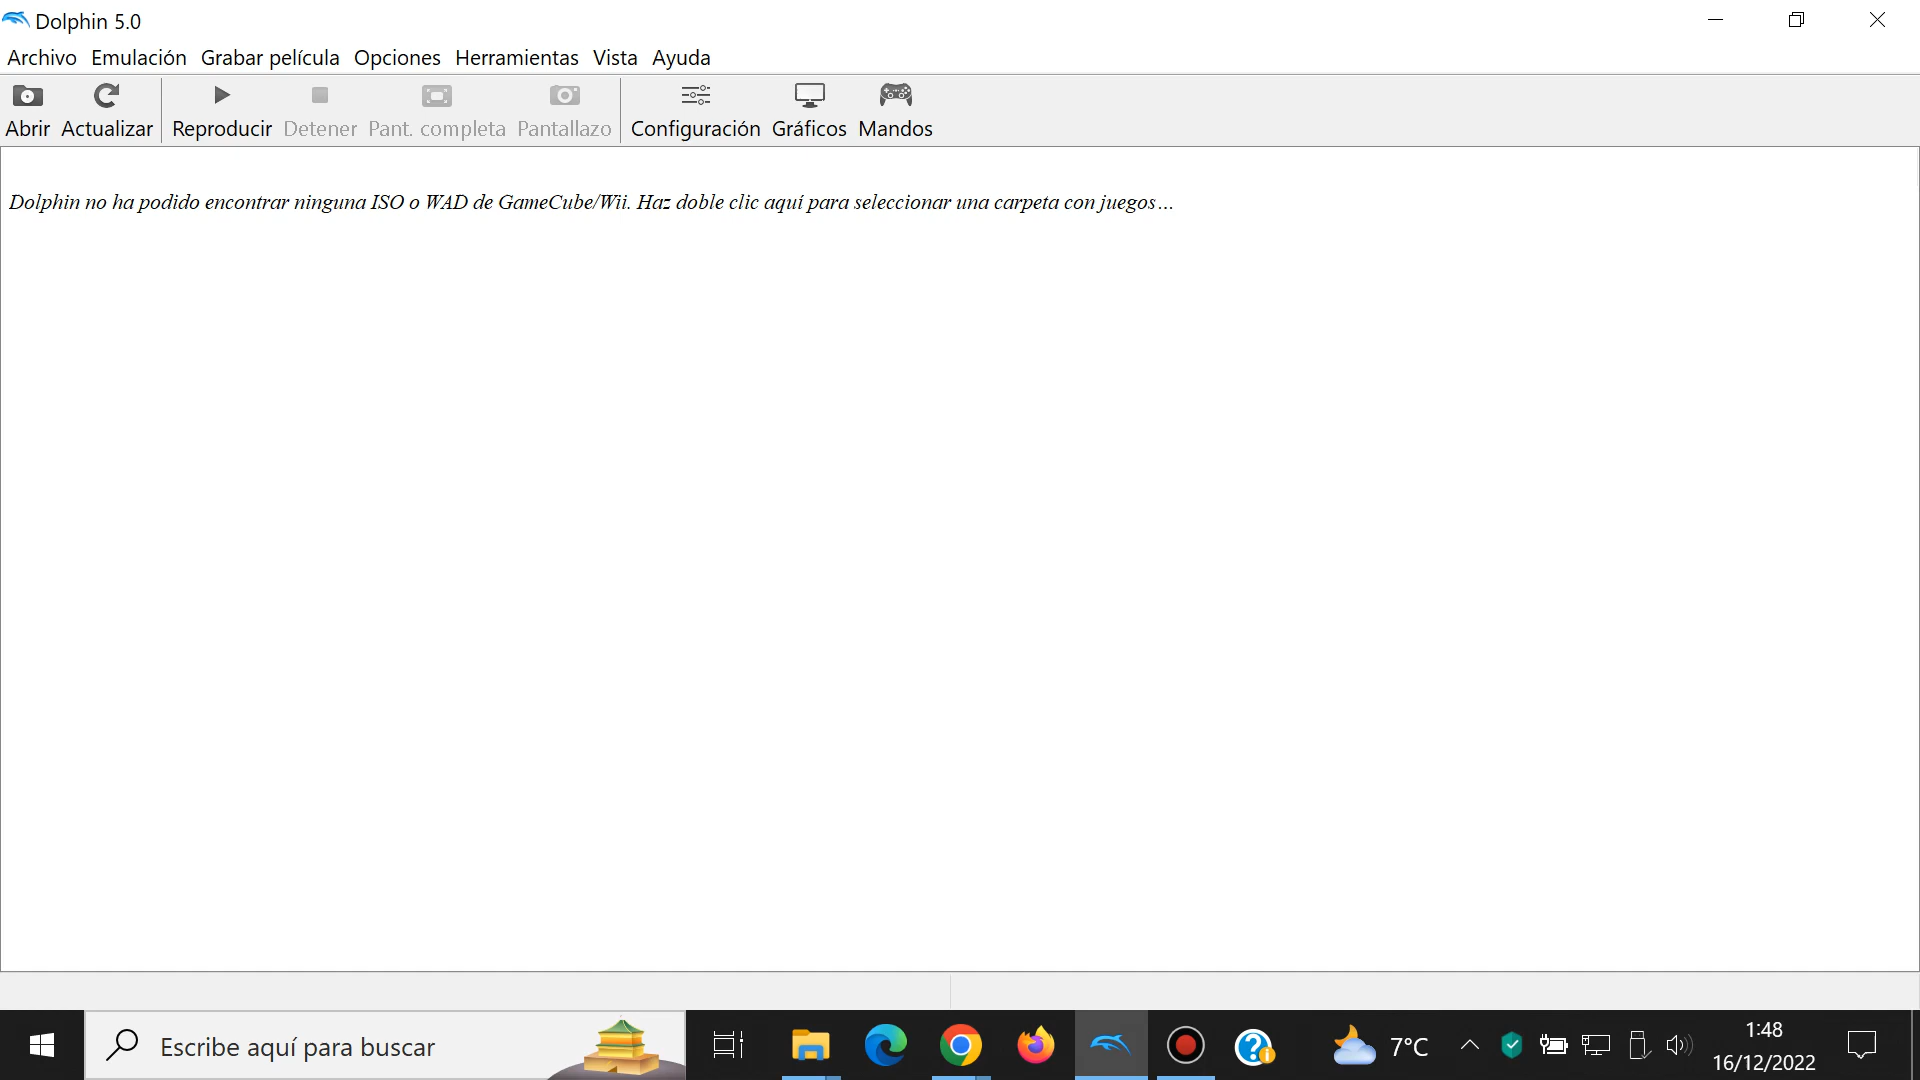 Dolphin 5.0
Archivo Emulación Grabar película Opciones Herramientas Vista Ayuda
Abrir Actualizar Reproducir Detener Pant. completa Pantallazo Configuración Gráficos Mandos
Dolphin no ha podido encontrar ninguna ISO o WAD de GameCube/Wii. Haz doble clic aquí para seleccionar una carpeta con juegos...
Escribe aquí para buscar
7°C
1:48
16/12/2022